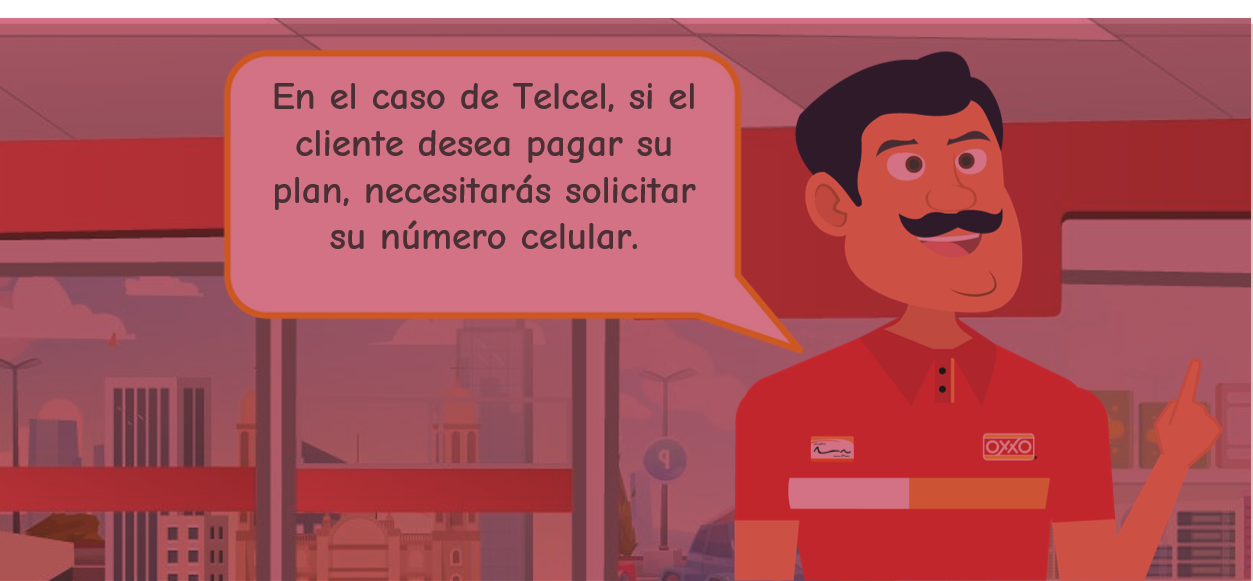 En el caso de Telcel, si el
cliente desea pagar su
plan, necesitarás solicitar
su número celular.
OXXO